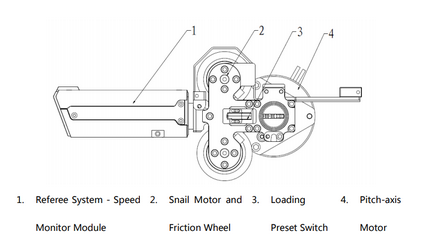 1 2 3 4
1. Referee System - Speed 2. Snail Motor and 3. Loading 4. Pitch-axis
Monitor Module Friction Wheel Preset Switch Motor